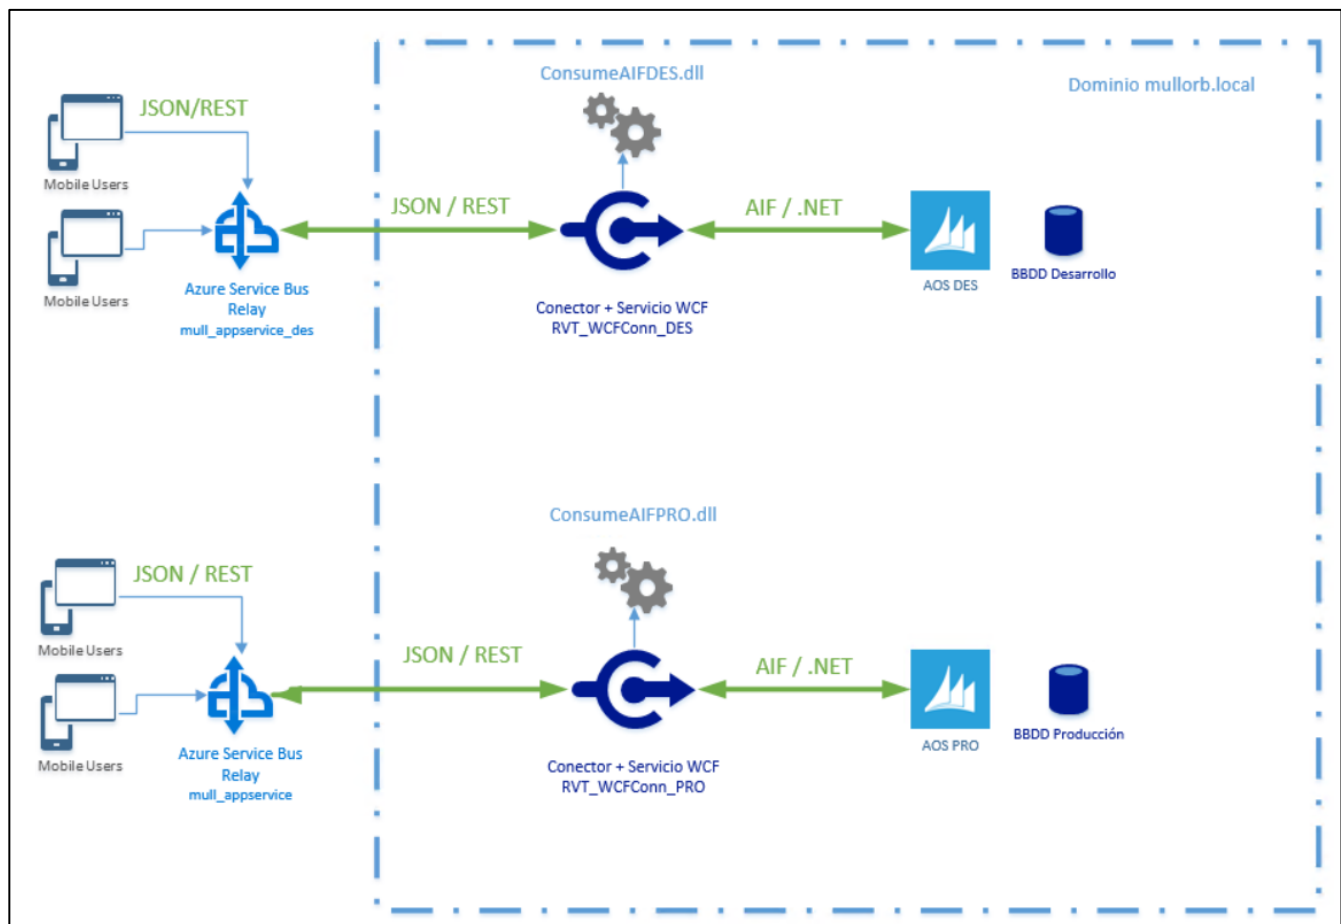 ConsumeAIFDES.dll
Dominio mullorb.local
JSON/REST
Mobile Users
JSON / REST
AIF / .NET
Mobile Users
Azure Service Bus
Relay
mull_appservice_des
Conector + Servicio WCF
RVT_WCFConn_DES
AOS DES
BBDD Desarrollo
ConsumeAIFPRO.dll
JSON / REST
Mobile Users
JSON / REST
AIF / .NET
Mobile Users
Azure Service Bus
Relay
mull_appservice
Conector + Servicio WCF
RVT_WCFConn_PRO
AOS PRO
BBDD Producción